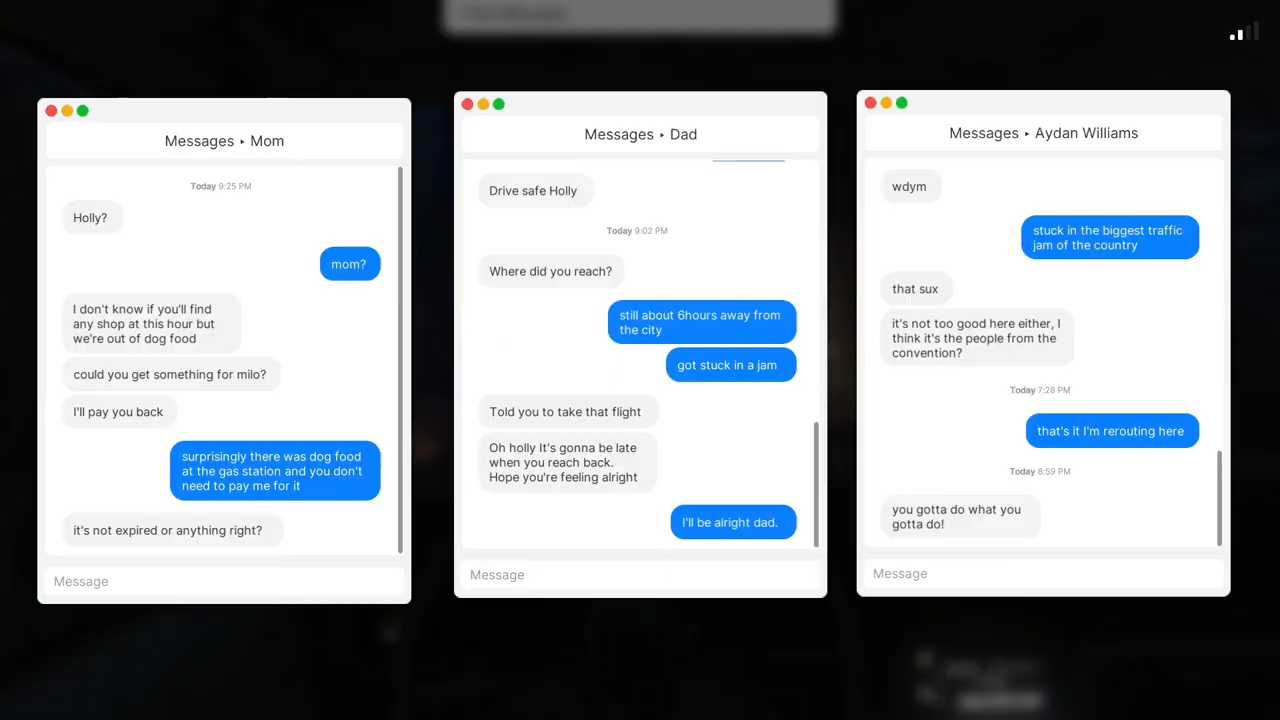 Messages ‣ Mom
Today 9:25 PM
Holly?
mom?
I don't know if you'll find
any shop at this hour but
we're out of dog food
could you get something for milo?
I'll pay you back
surprisingly there was dog food
at the gas station and you don't
need to pay me for it
it's not expired or anything right?
Message
Messages ‣ Dad
Drive safe Holly
Today 9:02 PM
Where did you reach?
still about 6hours away from
the city
got stuck in a jam
Told you to take that flight
Oh holly It's gonna be late
when you reach back.
Hope you're feeling alright
I'll be alright dad.
Message
Messages ‣ Aydan Williams
wdym
stuck in the biggest traffic
jam of the country
that sux
it's not too good here either, I
think it's the people from the
convention?
Today 7:28 PM
that's it I'm rerouting here
Today 8:59 PM
you gotta do what you
gotta do!
Message